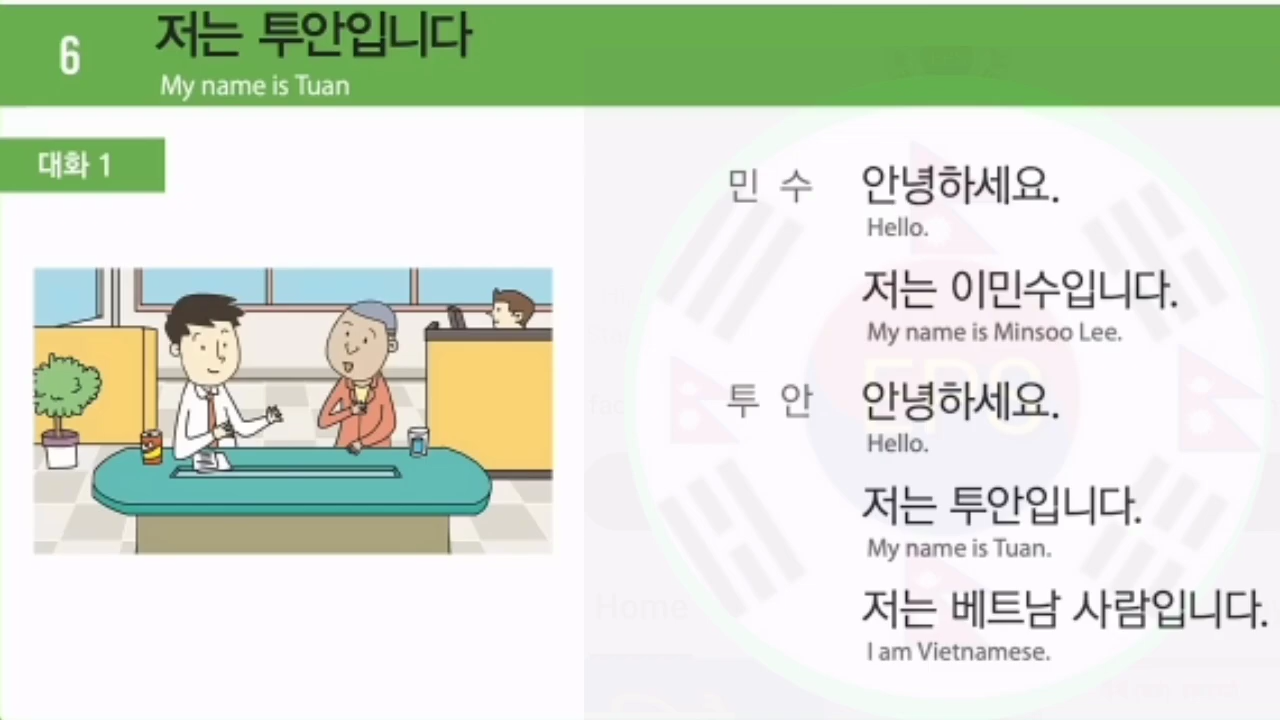 6
저는 투안입니다
My name is Tuan
대화 1
민 수 안녕하세요.
Hello.
저는 이민수입니다.
My name is Minsoo Lee.
투 안 안녕하세요.
Hello.
저는 투안입니다.
My name is Tuan.
저는 베트남 사람입니다.
I am Vietnamese.
EPS
Home